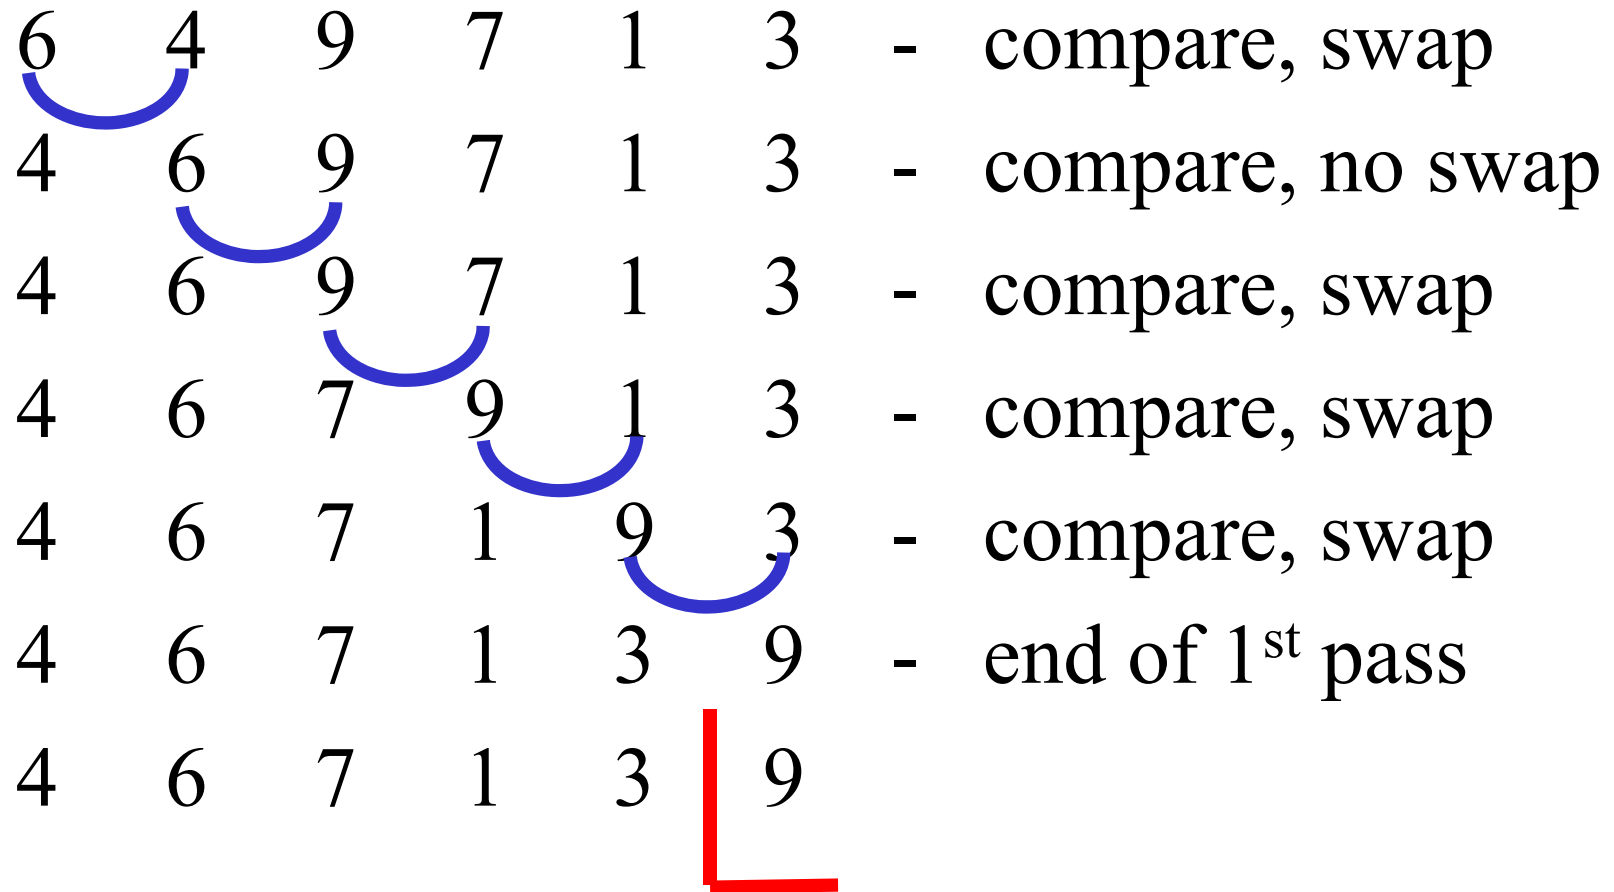 6 4 9 7 1 3 - compare, swap
4 6 9 7 1 3 - compare, no swap
4 6 9 7 1 3 - compare, swap
4 6 7 9 1 3 - compare, swap
4 6 7 1 9 3 - compare, swap
4 6 7 1 3 9 - end of 1st pass
4 6 7 1 3 9